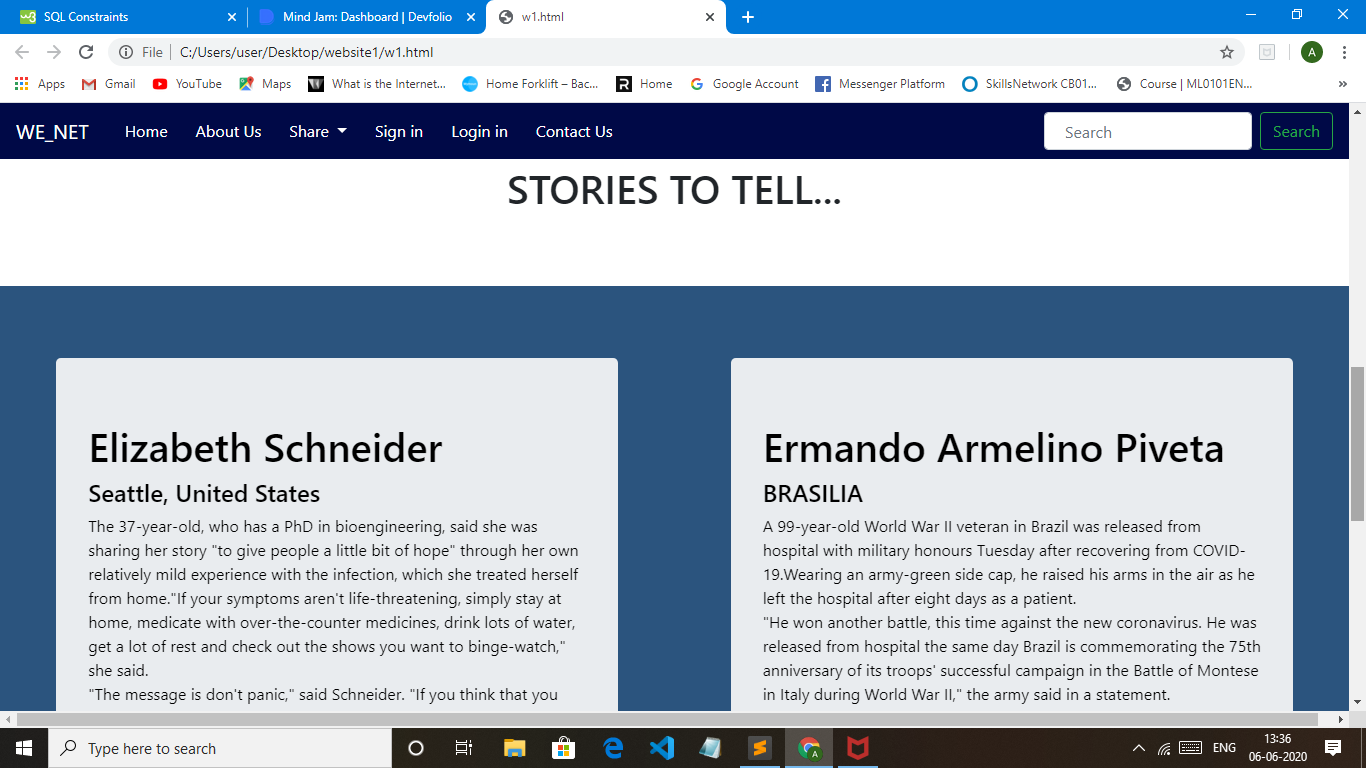 SQL Constraints
Mind Jam: Dashboard | Devfolio
w1.html
File | C:/Users/user/Desktop/website1/w1.html
A
Apps Gmail YouTube Maps What is the Internet... Home Forklift – Bac... Home Google Account Messenger Platform SkillsNetwork CB01... Course | ML0101EN... »
WE_NET Home About Us Share Sign in Login in Contact Us Search Search
STORIES TO TELL...
Elizabeth Schneider
Seattle, United States
The 37-year-old, who has a PhD in bioengineering, said she was
sharing her story "to give people a little bit of hope" through her own
relatively mild experience with the infection, which she treated herself
from home."If your symptoms aren't life-threatening, simply stay at
home, medicate with over-the-counter medicines, drink lots of water,
get a lot of rest and check out the shows you want to binge-watch,"
she said.
"The message is don't panic," said Schneider. "If you think that you
Ermando Armelino Piveta
BRASILIA
A 99-year-old World War II veteran in Brazil was released from
hospital with military honours Tuesday after recovering from COVID-
19.Wearing an army-green side cap, he raised his arms in the air as he
left the hospital after eight days as a patient.
"He won another battle, this time against the new coronavirus. He was
released from hospital the same day Brazil is commemorating the 75th
anniversary of its troops' successful campaign in the Battle of Montese
in Italy during World War II," the army said in a statement.
Type here to search
ENG
13:36
06-06-2020